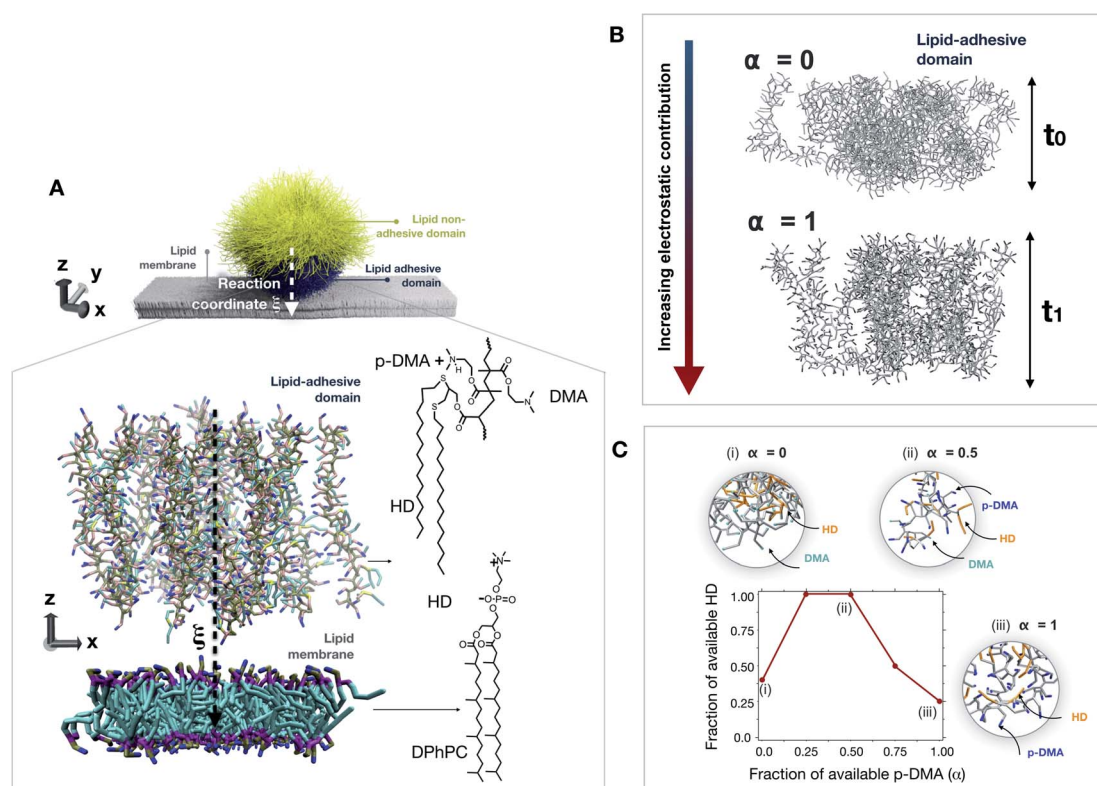 A
Lipid non-
adhesive domain
Lipid
membrane
Lipid adhesive
domain
Reaction
coordinate ξ
z
y
x
Lipid-adhesive
domain
p-DMA +
N
H
O
O
DMA
N
S
S
O
O
O
O
HD
HD
N
+
O
-O-P=O
O
O
O
O
O
DPhPC
z
x
ξ
Lipid
membrane
B
Increasing electrostatic contribution
Lipid-adhesive
domain
α = 0
t0
α = 1
t1
C
(i) α = 0
HD
DMA
(ii) α = 0.5
p-DMA
HD
DMA
(iii) α = 1
HD
p-DMA
Fraction of available HD
1.00
0.75
0.50
0.25
0.0
(i)
(ii)
(iii)
0.0 0.25 0.50 0.75 1.00
Fraction of available p-DMA (α)